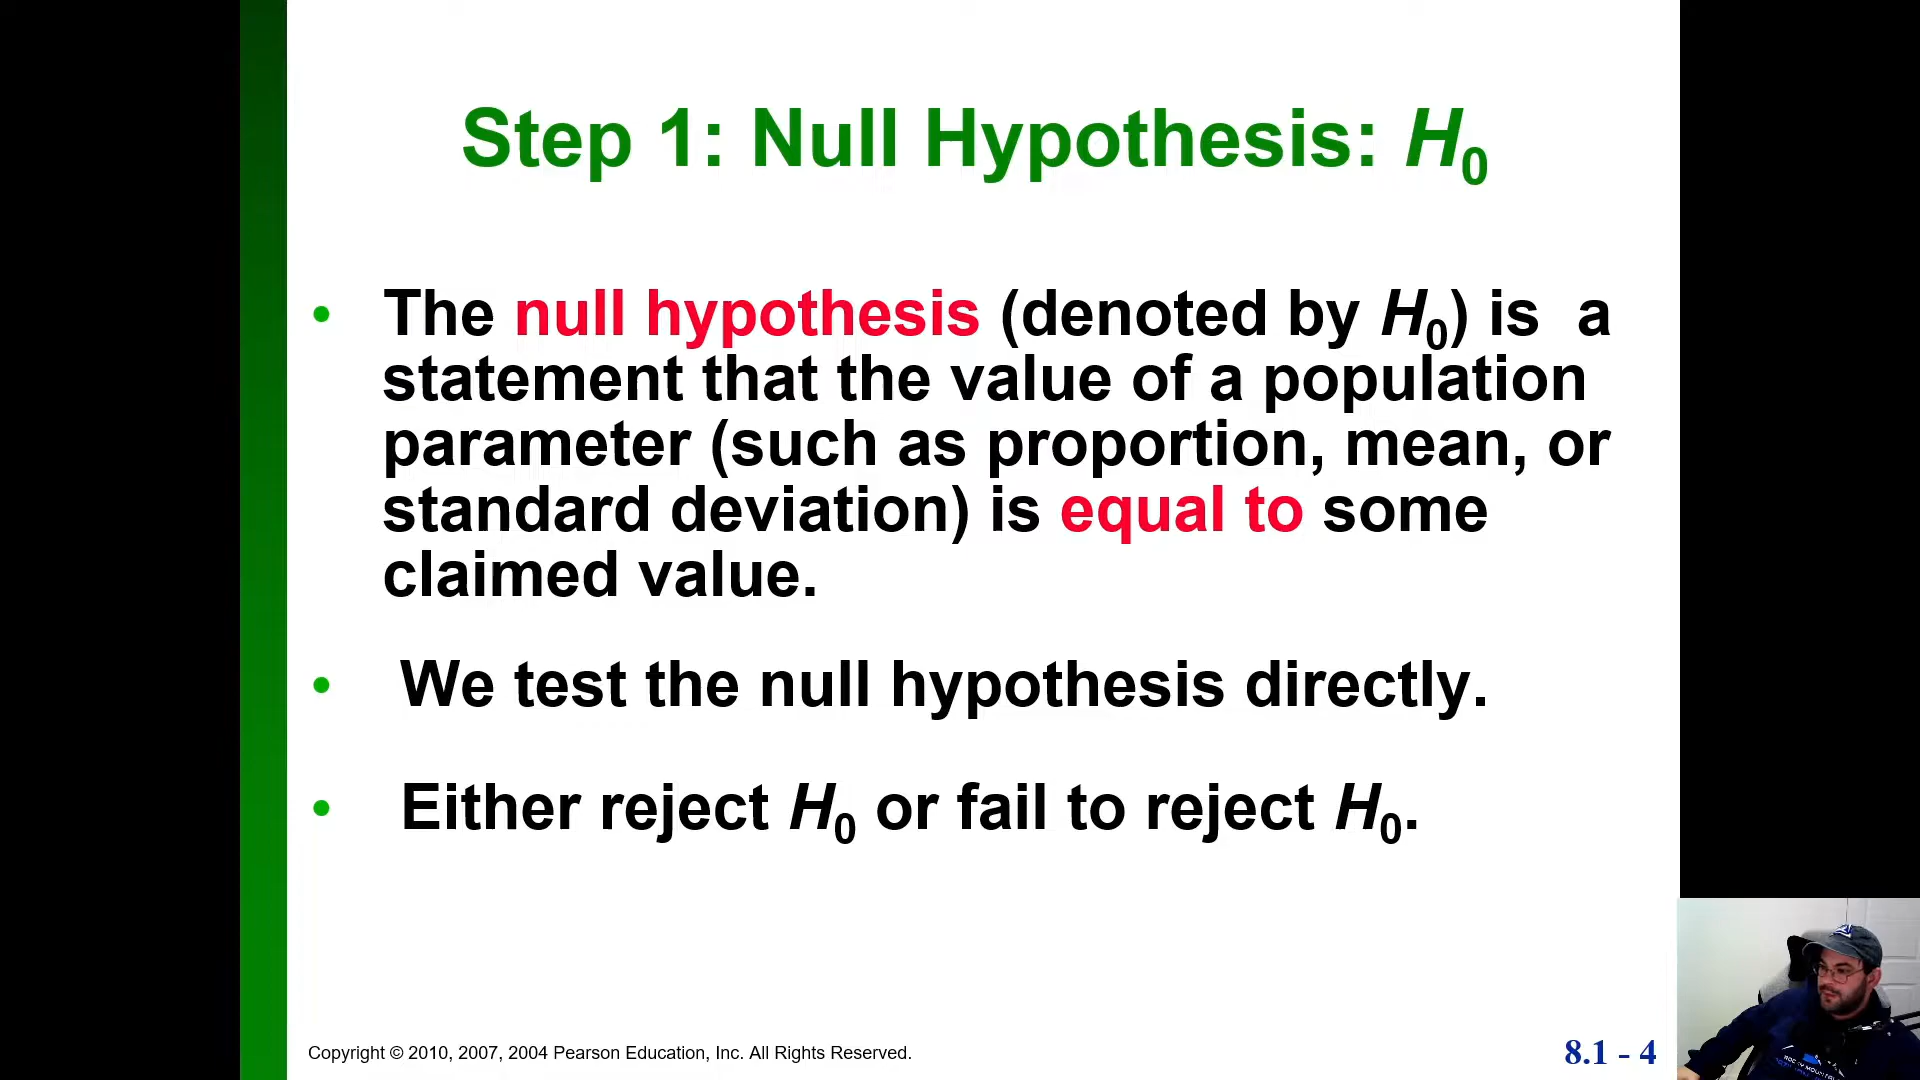 Step 1: Null Hypothesis: H0
• The null hypothesis (denoted by H0) is a
statement that the value of a population
parameter (such as proportion, mean, or
standard deviation) is equal to some
claimed value.
• We test the null hypothesis directly.
• Either reject H0 or fail to reject H0.
Copyright © 2010, 2007, 2004 Pearson Education, Inc. All Rights Reserved.
8.1 - 4
ROCKY MOUNTAIN